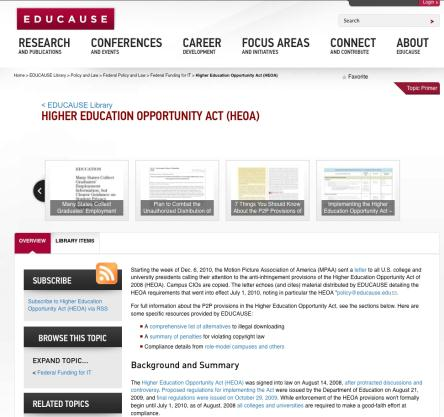 Login »
EDUCAUSE
Search
RESEARCH
AND PUBLICATIONS
CONFERENCES
AND EVENTS
CAREER
DEVELOPMENT
FOCUS AREAS
AND INITIATIVES
CONNECT
AND CONTRIBUTE
ABOUT
EDUCAUSE
Home > EDUCAUSE Library > Policy and Law > Federal Policy and Law > Federal Funding for IT > Higher Education Opportunity Act (HEOA)
Favorite
Topic Primer
< EDUCAUSE Library
HIGHER EDUCATION OPPORTUNITY ACT (HEOA)
EDUCATION
Many States Collect
Graduates'
Employment
Information, but
Clearer Guidance on
Student Privacy
Many States Collect
Graduates' Employment
Plan to Combat the
Unauthorized Distribution of
7 Things You Should Know
About the P2P Provisions of
Implementing the Higher
Education Opportunity Act –
OVERVIEW
LIBRARY ITEMS
SUBSCRIBE
Subscribe to Higher Education
Opportunity Act (HEOA) via RSS
BROWSE THIS TOPIC
EXPAND TOPIC...
< Federal Funding for IT
RELATED TOPICS
Starting the week of Dec. 6, 2010, the Motion Picture Association of America (MPAA) sent a letter to all U.S. college and
university presidents calling their attention to the anti-infringement provisions of the Higher Education Opportunity Act of
2008 (HEOA). Campus CIOs are copied. The letter echoes (and cites) material distributed by EDUCAUSE detailing the
HEOA requirements that went into effect July 1, 2010, noting in particular the HEOA "policy@educause.edu
For full information about the P2P provisions in the Higher Education Opportunity Act, see the sections below. Here are
some specific resources provided by EDUCAUSE:
■ A comprehensive list of alternatives to illegal downloading
■ A summary of penalties for violating copyright law
■ Compliance details from role-model campuses and others
Background and Summary
The Higher Education Opportunity Act (HEOA) was signed into law on August 14, 2008, after protracted discussions and
controversy. Proposed regulations for implementing the Act were issued by the Department of Education on August 21,
2009, and final regulations were issued on October 29, 2009. While enforcement of the HEOA provisions won't formally
begin until July 1, 2010, as of August, 2008 all colleges and universities are required to make a good-faith effort at
compliance.